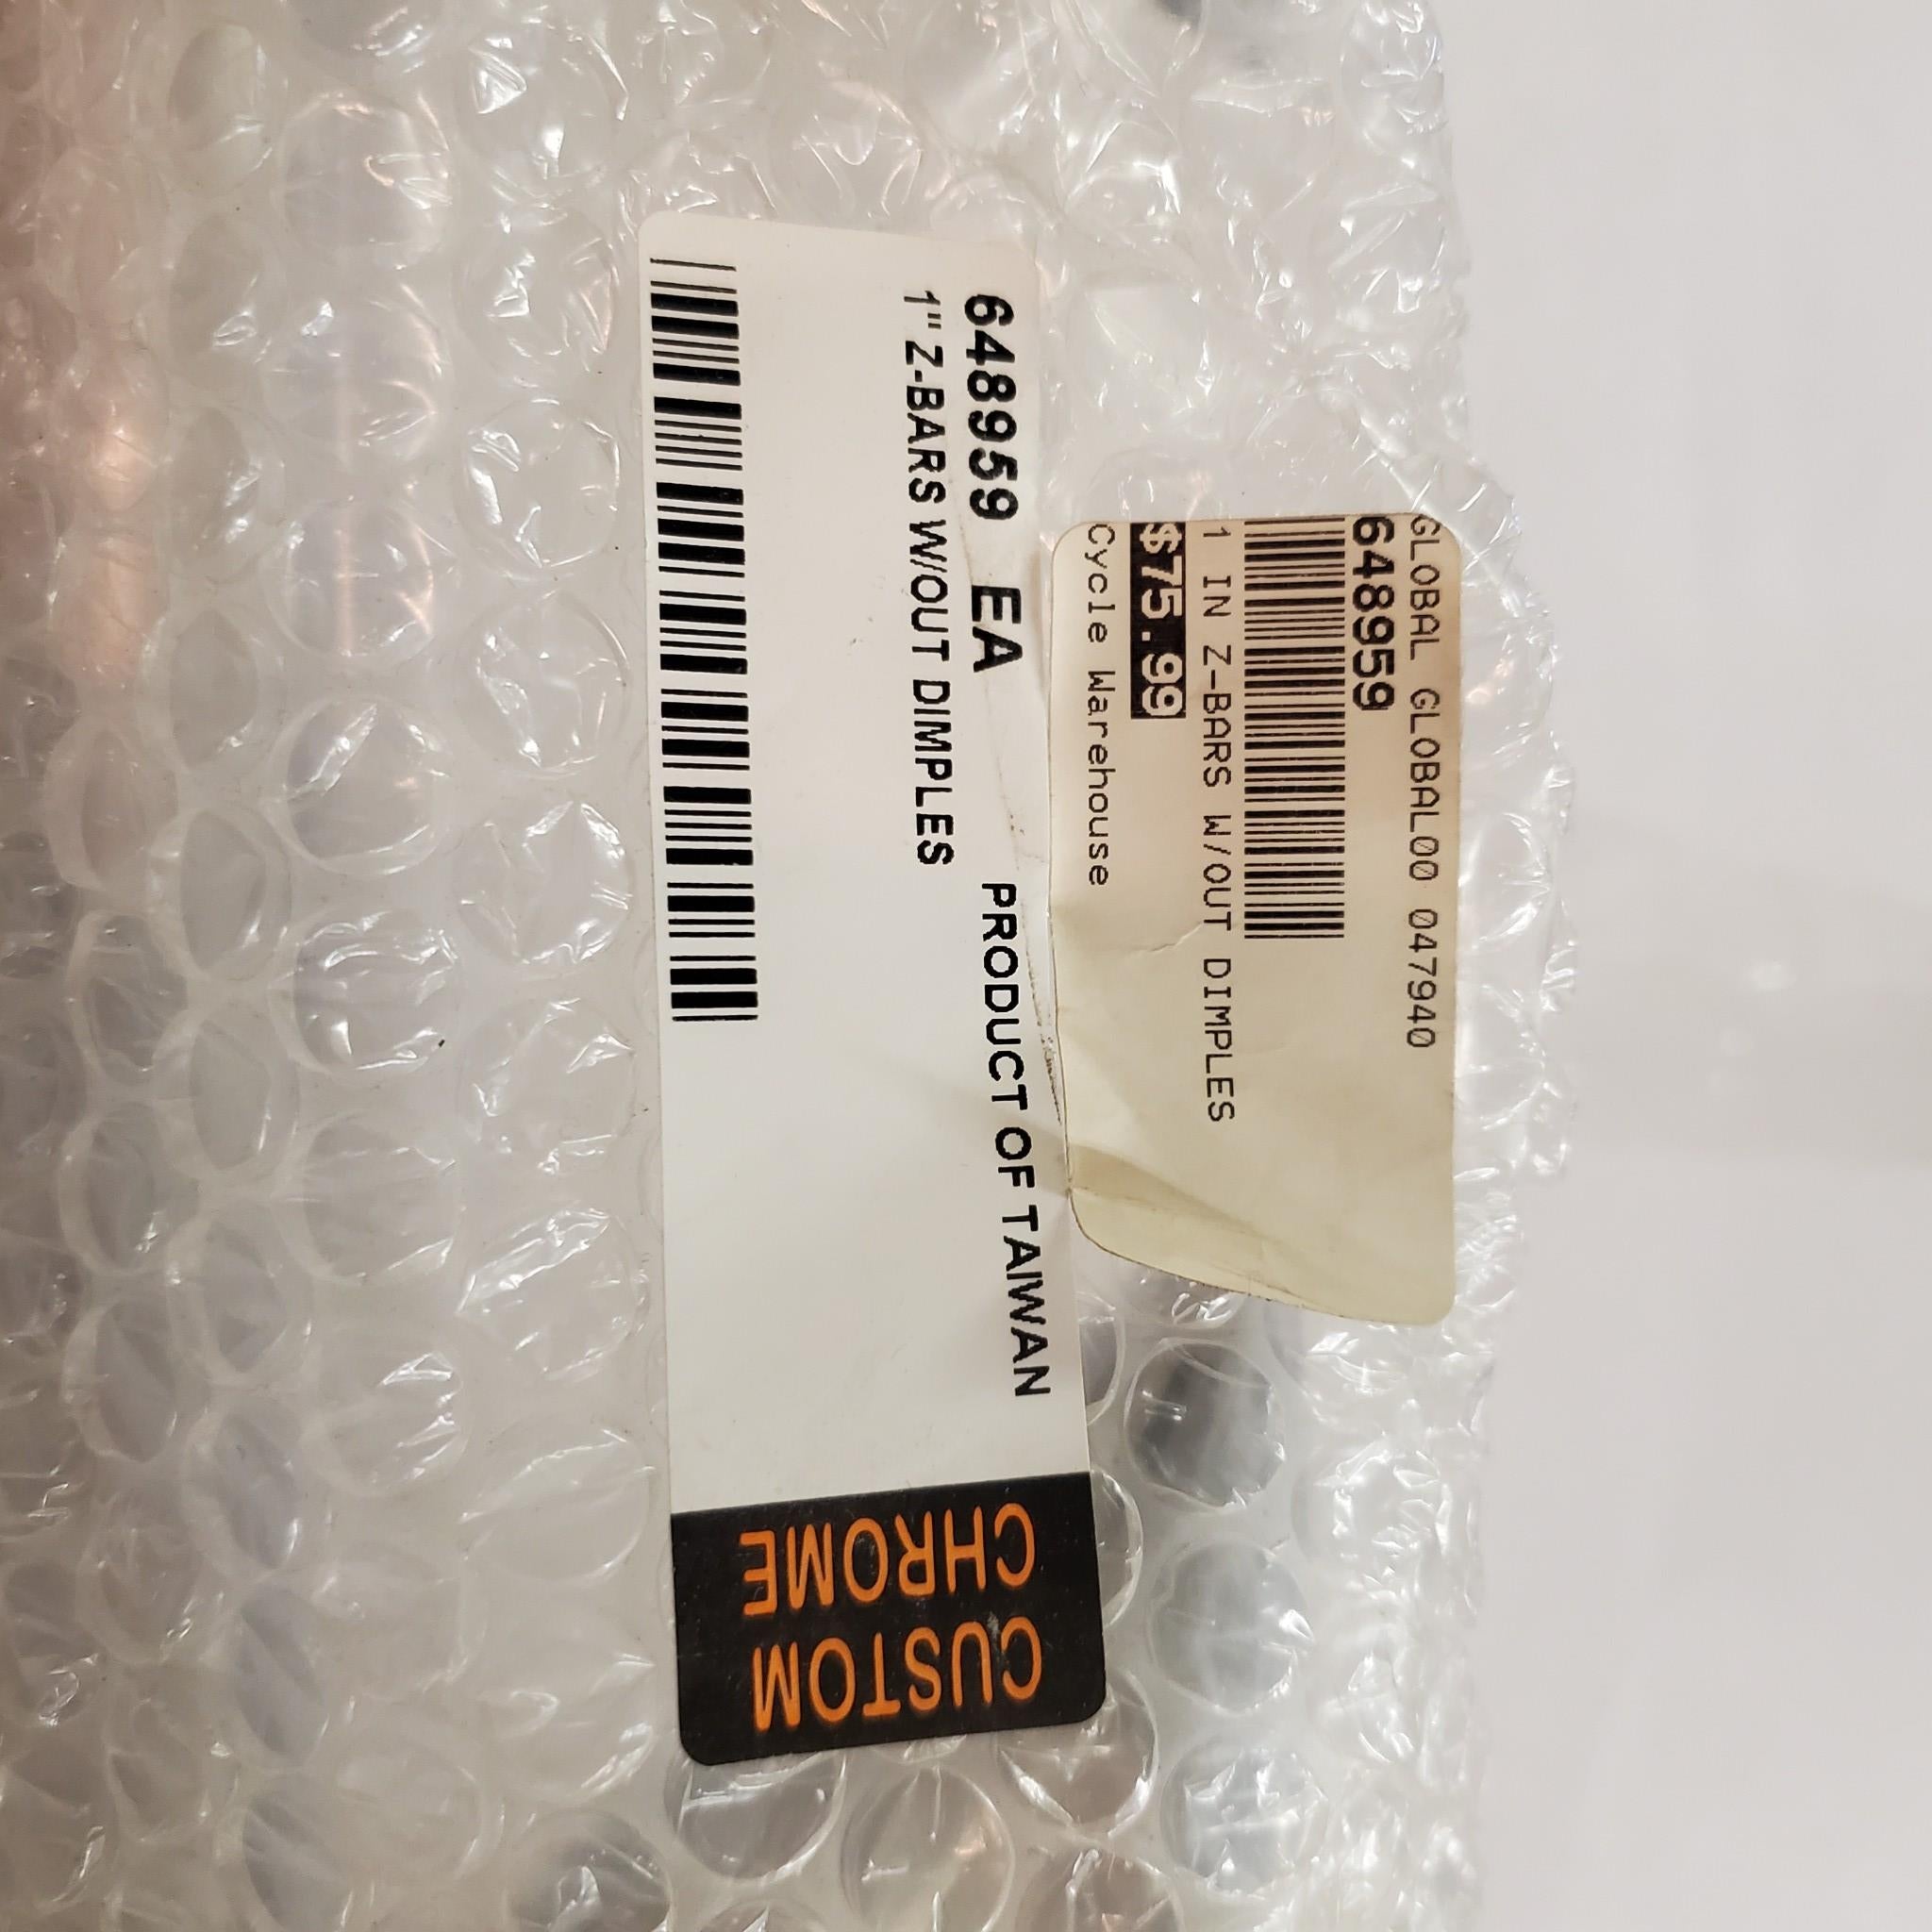 GLOBAL GLOBAL00 047940
648959
1 IN Z-BARS W/OUT DIMPLES
$75.99
Cycle Warehouse
648959 EA PRODUCT OF TAIWAN
1" Z-BARS W/OUT DIMPLES
CUSTOM
CHROME